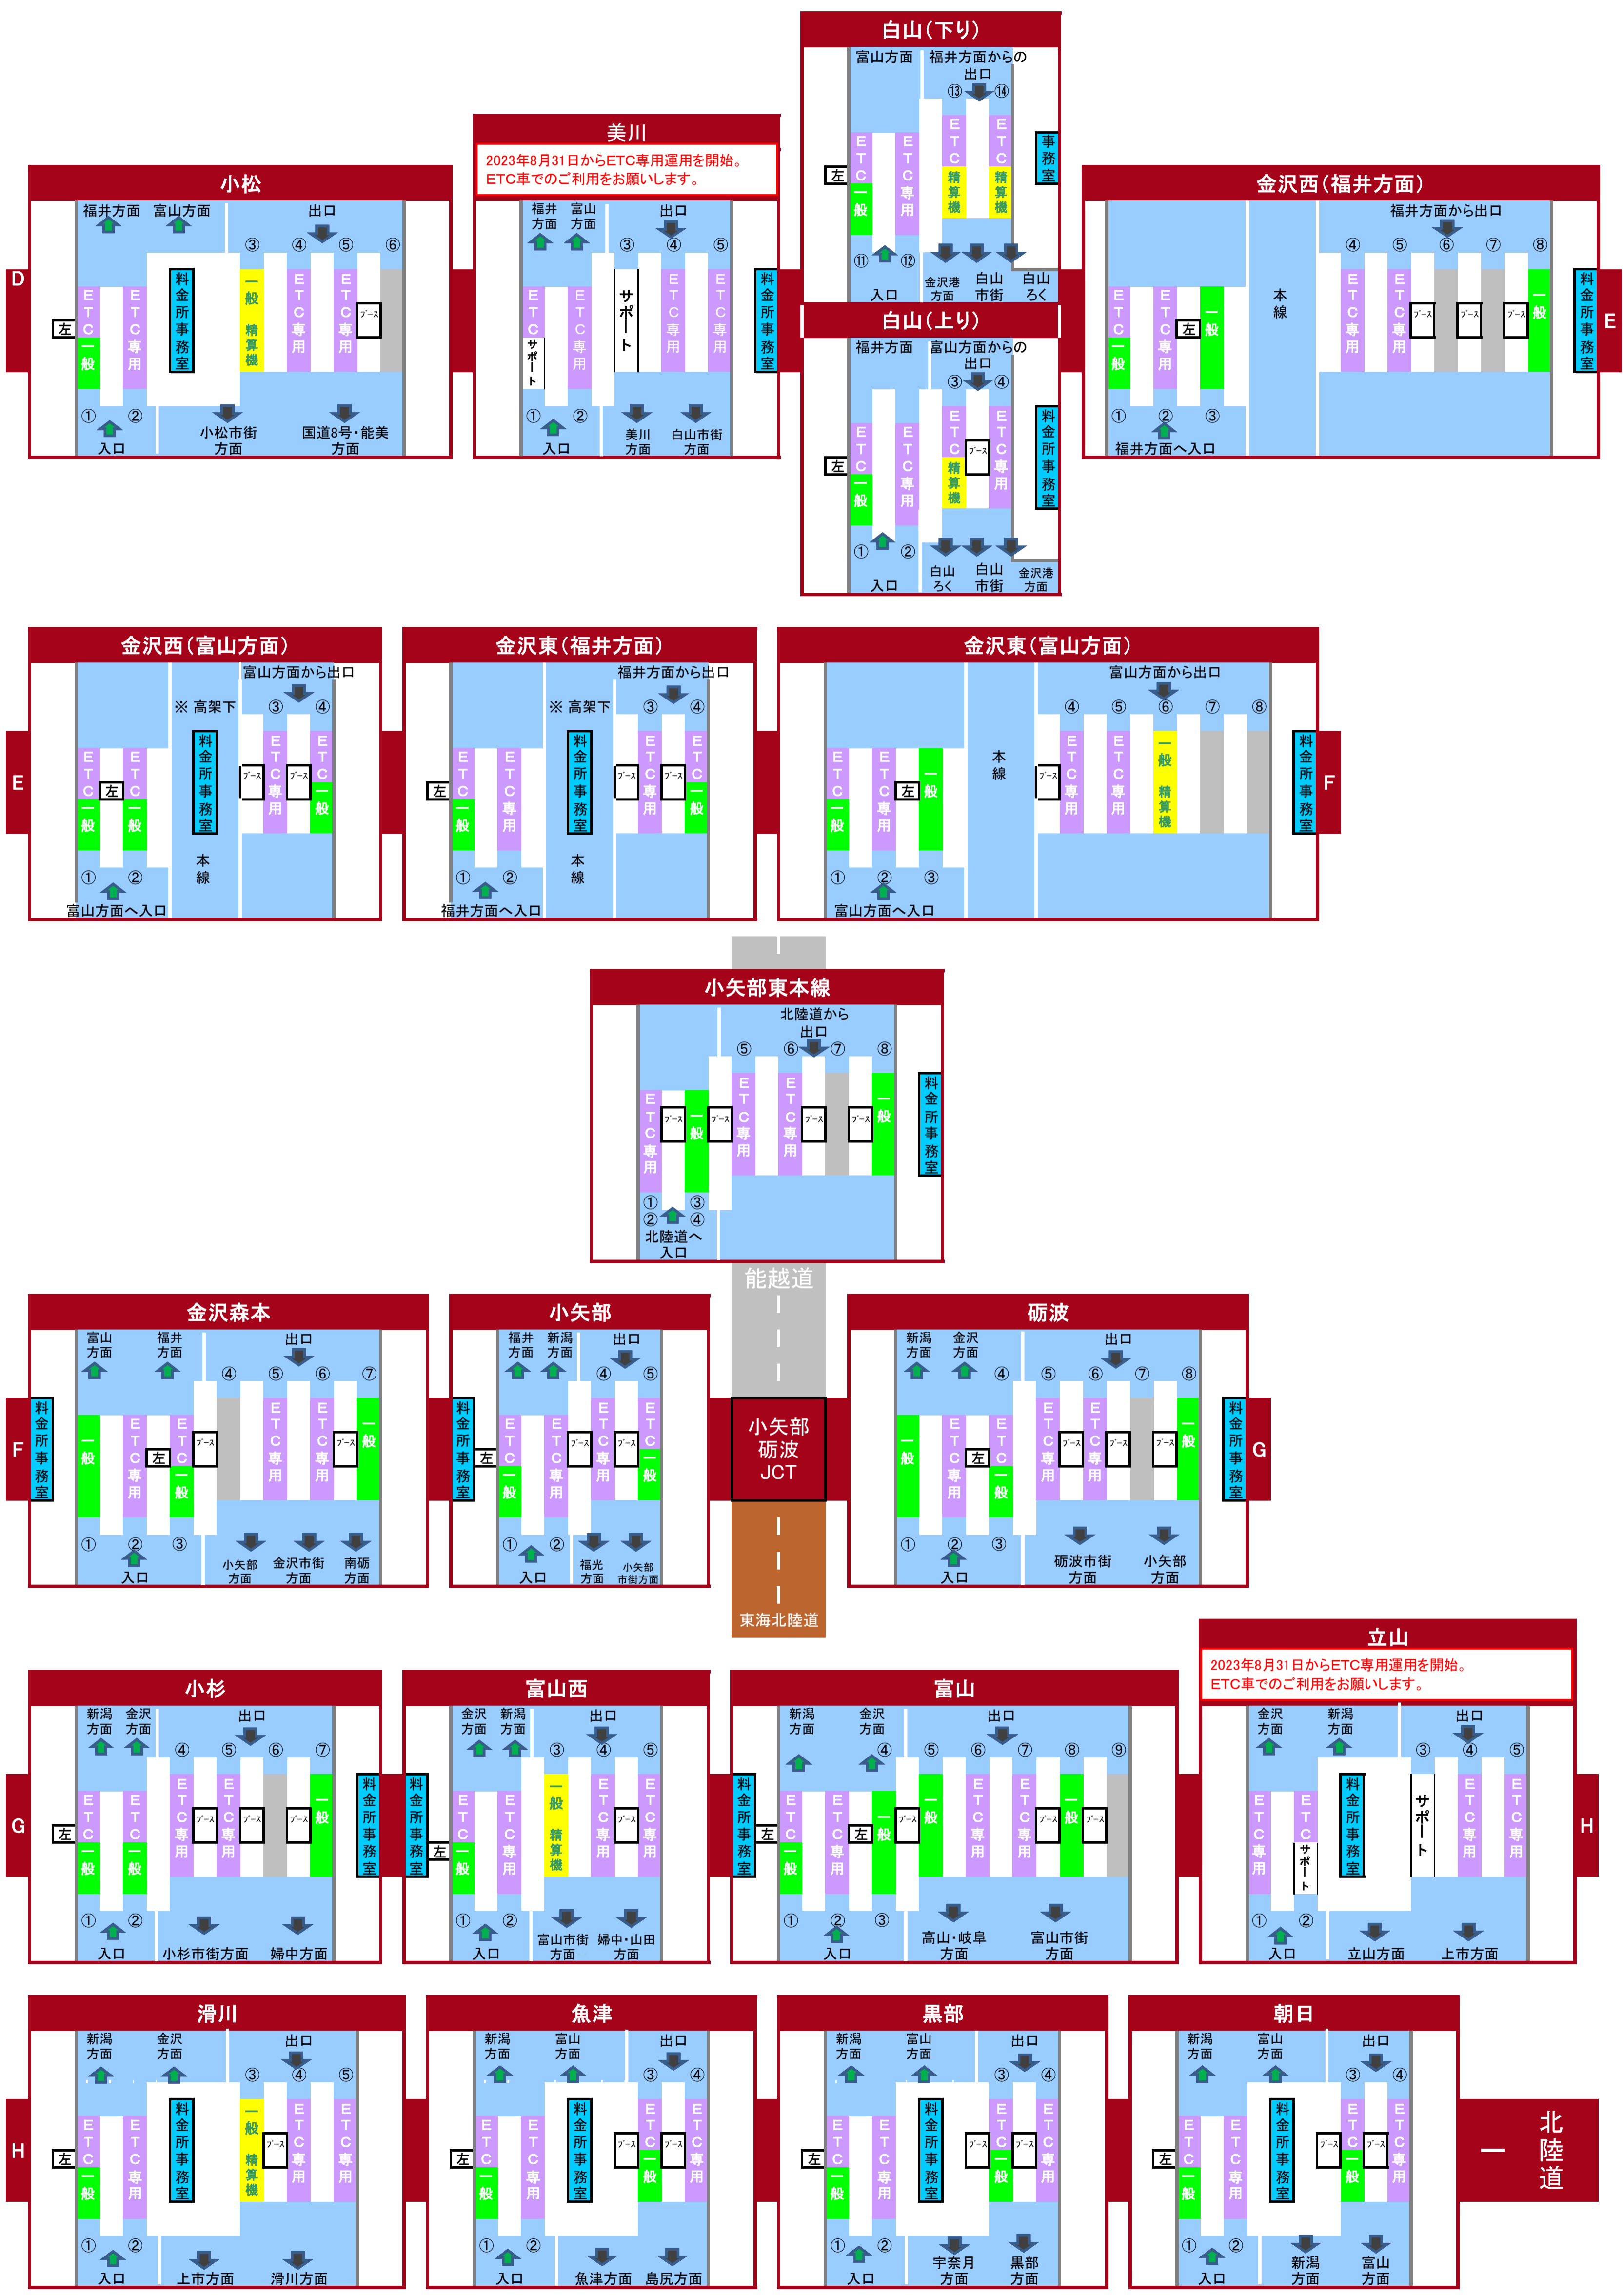 白山（下り）
富山方面
福井方面からの
出口
⑬
⑭
ＥＴＣ一般
ＥＴＣ専用
ＥＴＣ精算機
ＥＴＣ精算機
左
事務室
⑪
⑫
入口
金沢港
方面
白山
市街
白山
ろく
白山（上り）
福井方面
富山方面からの
出口
③
④
ＥＴＣ一般
ＥＴＣ専用
ＥＴＣ精算機
ブース
ＥＴＣ専用
左
料金所事務室
①
②
入口
白山
ろく
白山
市街
金沢港
方面
小松
D
福井方面
富山方面
出口
③
④
⑤
⑥
左
ＥＴＣ一般
ＥＴＣ専用
料金所事務室
一般 精算機
ＥＴＣ専用
ＥＴＣ専用
ブース
①
②
入口
小松市街
方面
国道8号・能美
方面
美川
2023年8月31日からＥＴＣ専用運用を開始。
ＥＴＣ車でのご利用をお願いします。
福井
方面
富山
方面
出口
③
④
⑤
ＥＴＣサポート
ＥＴＣ専用
サポート
ＥＴＣ専用
ＥＴＣ専用
料金所事務室
①
②
入口
美川
方面
白山市街
方面
金沢西（福井方面）
福井方面から出口
④
⑤
⑥
⑦
⑧
ＥＴＣ一般
ＥＴＣ専用
左
一般
本線
ＥＴＣ専用
ＥＴＣ専用
ブース
ブース
ブース
一般
料金所事務室
E
①
②
③
福井方面へ入口
金沢西（富山方面）
E
富山方面から出口
※ 高架下
③
④
ＥＴＣ一般
左
ＥＴＣ一般
料金所事務室
ブース
ＥＴＣ専用
ブース
ＥＴＣ一般
本線
①
②
富山方面へ入口
金沢東（福井方面）
福井方面から出口
※ 高架下
③
④
左
ＥＴＣ一般
ＥＴＣ専用
料金所事務室
ブース
ＥＴＣ専用
ブース
ＥＴＣ一般
本線
①
②
福井方面へ入口
金沢東（富山方面）
富山方面から出口
④
⑤
⑥
⑦
⑧
ＥＴＣ一般
ＥＴＣ専用
左
一般
本線
ブース
ＥＴＣ専用
ＥＴＣ専用
一般 精算機
料金所事務室
F
①
②
③
富山方面へ入口
小矢部東本線
北陸道から
出口
⑤
⑥
⑦
⑧
ＥＴＣ専用
ブース
一般
ブース
ＥＴＣ専用
ＥＴＣ専用
ブース
ブース
一般
料金所事務室
①
③
②
④
北陸道へ
入口
能越道
金沢森本
F
料金所事務室
富山
方面
福井
方面
出口
④
⑤
⑥
⑦
一般
ＥＴＣ専用
左
ＥＴＣ一般
ブース
ＥＴＣ専用
ＥＴＣ専用
ブース
一般
①
②
③
入口
小矢部
方面
金沢市街
方面
南砺
方面
小矢部
料金所事務室
福井
方面
新潟
方面
出口
④
⑤
左
ＥＴＣ一般
ＥＴＣ専用
ブース
ＥＴＣ専用
ブース
ＥＴＣ一般
①
②
入口
福光
方面
小矢部
市街方面
小矢部
砺波
JCT
東海北陸道
砺波
新潟
方面
金沢
方面
出口
④
⑤
⑥
⑦
⑧
一般
ＥＴＣ専用
左
ＥＴＣ一般
ＥＴＣ専用
ブース
ＥＴＣ専用
ブース
ブース
一般
料金所事務室
G
①
②
③
入口
砺波市街
方面
小矢部
方面
小杉
G
新潟
方面
金沢
方面
出口
④
⑤
⑥
⑦
左
ＥＴＣ一般
ＥＴＣ一般
ＥＴＣ専用
ブース
ＥＴＣ専用
ブース
ブース
一般
料金所事務室
①
②
入口
小杉市街方面
婦中方面
富山西
料金所事務室
金沢
方面
新潟
方面
出口
③
④
⑤
左
ＥＴＣ一般
ＥＴＣ専用
一般 精算機
ＥＴＣ専用
ブース
ＥＴＣ専用
①
②
入口
富山市街
方面
婦中・山田
方面
富山
料金所事務室
新潟
方面
金沢
方面
出口
④
⑤
⑥
⑦
⑧
⑨
左
ＥＴＣ一般
ＥＴＣ専用
左
一般
ブース
一般
ＥＴＣ専用
ＥＴＣ専用
ブース
一般
ブース
①
②
③
入口
高山・岐阜
方面
富山市街
方面
立山
2023年8月31日からＥＴＣ専用運用を開始。
ＥＴＣ車でのご利用をお願いします。
金沢
方面
新潟
方面
出口
③
④
⑤
ＥＴＣ専用
ＥＴＣサポート
料金所事務室
サポート
ＥＴＣ専用
ＥＴＣ専用
H
①
②
入口
立山方面
上市方面
滑川
H
新潟
方面
金沢
方面
出口
③
④
⑤
左
ＥＴＣ一般
ＥＴＣ専用
料金所事務室
一般 精算機
ブース
ＥＴＣ専用
ＥＴＣ専用
①
②
入口
上市方面
滑川方面
魚津
新潟
方面
富山
方面
出口
③
④
左
ＥＴＣ一般
ＥＴＣ専用
料金所事務室
ブース
ＥＴＣ一般
ブース
ＥＴＣ専用
①
②
入口
魚津方面
島尻方面
黒部
新潟
方面
富山
方面
出口
③
④
左
ＥＴＣ一般
ＥＴＣ専用
料金所事務室
ブース
ＥＴＣ一般
ブース
ＥＴＣ専用
①
②
入口
宇奈月
方面
黒部
方面
朝日
新潟
方面
富山
方面
出口
③
④
左
ＥＴＣ一般
ＥＴＣ専用
料金所事務室
ブース
ＥＴＣ一般
ブース
ＥＴＣ専用
①
②
入口
新潟
方面
富山
方面
北陸道